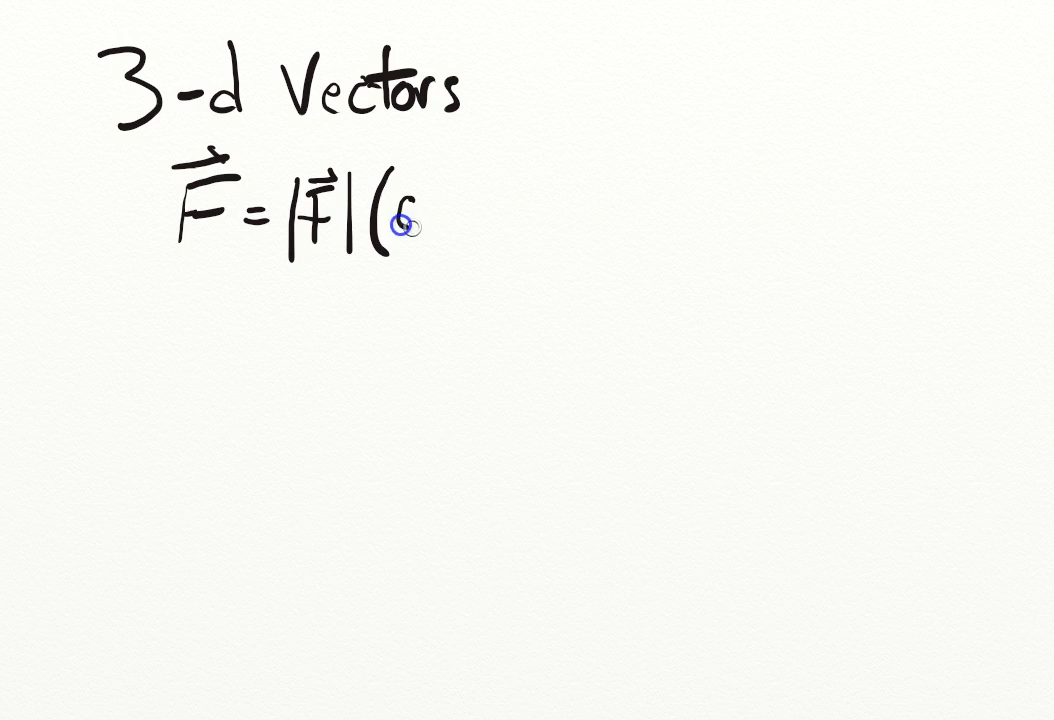 3-d Vectors
F⃗ = |F⃗| (c